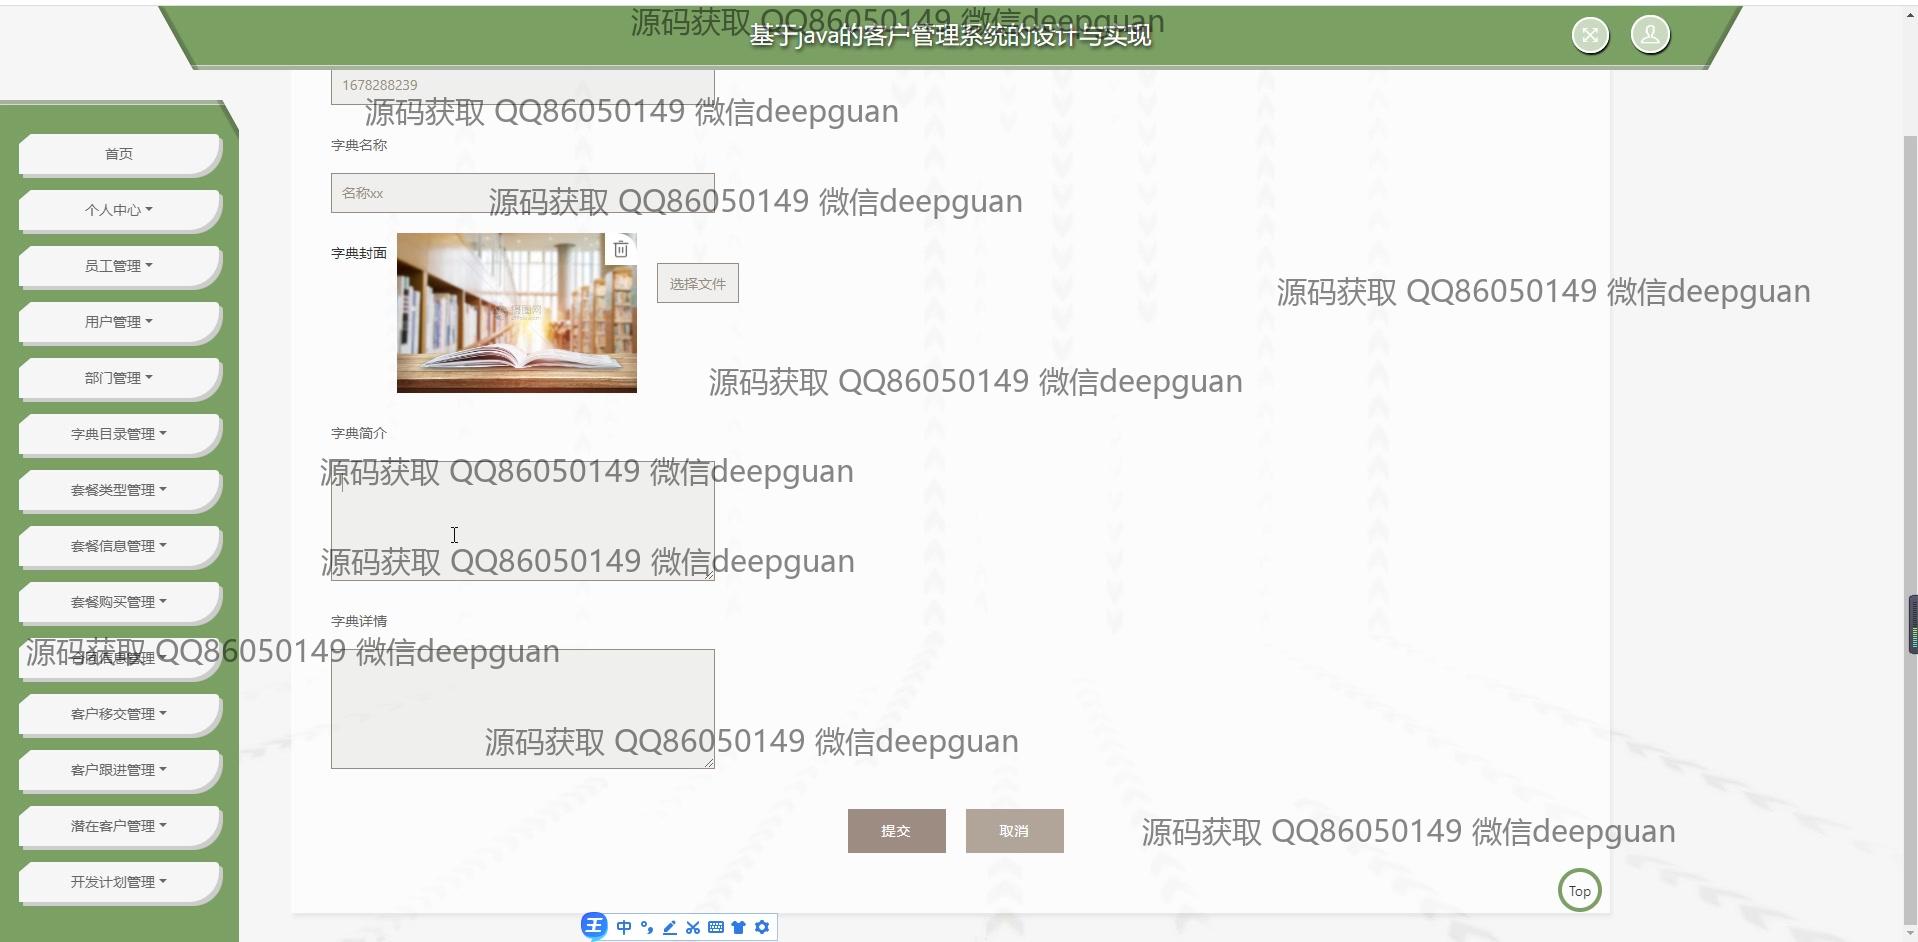 源码获取 QQ86050149 微信deepguan
基于java的客户管理系统的设计与实现
1678288239
源码获取 QQ86050149 微信deepguan
字典名称
名称xx
源码获取 QQ86050149 微信deepguan
字典封面
选择文件
源码获取 QQ86050149 微信deepguan
源码获取 QQ86050149 微信deepguan
字典简介
源码获取 QQ86050149 微信deepguan
源码获取 QQ86050149 微信deepguan
字典详情
源码获取 QQ86050149 微信deepguan
源码获取 QQ86050149 微信deepguan
提交
取消
源码获取 QQ86050149 微信deepguan
Top
首页
个人中心
员工管理
用户管理
部门管理
字典目录管理
套餐类型管理
套餐信息管理
套餐购买管理
合同信息管理
客户移交管理
客户跟进管理
潜在客户管理
开发计划管理
王 中